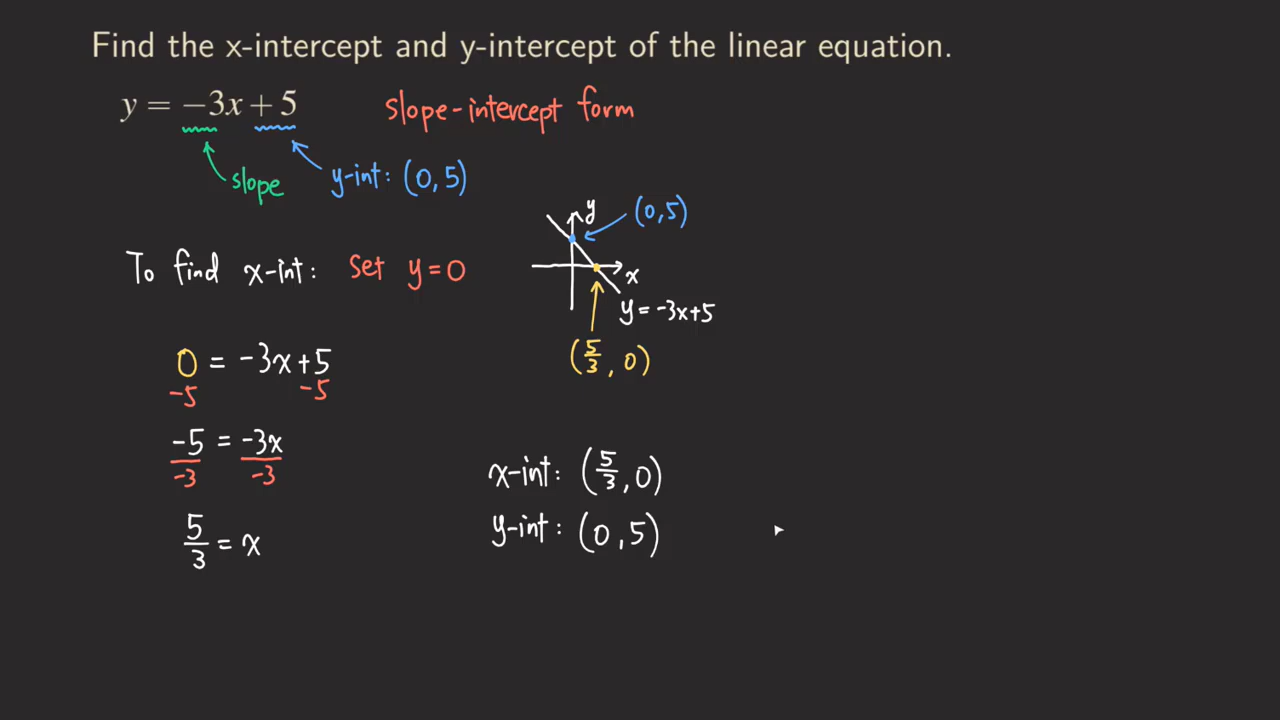 Find the x-intercept and y-intercept of the linear equation.
y = −3x + 5
slope-intercept form
slope
y-int: (0, 5)
To find x-int: Set y=0
y
(0,5)
x
y = -3x+5
(5/3, 0)
0 = -3x+5
-5 -5
-5 = -3x
-3 -3
5/3 = x
x-int: (5/3, 0)
y-int: (0, 5)